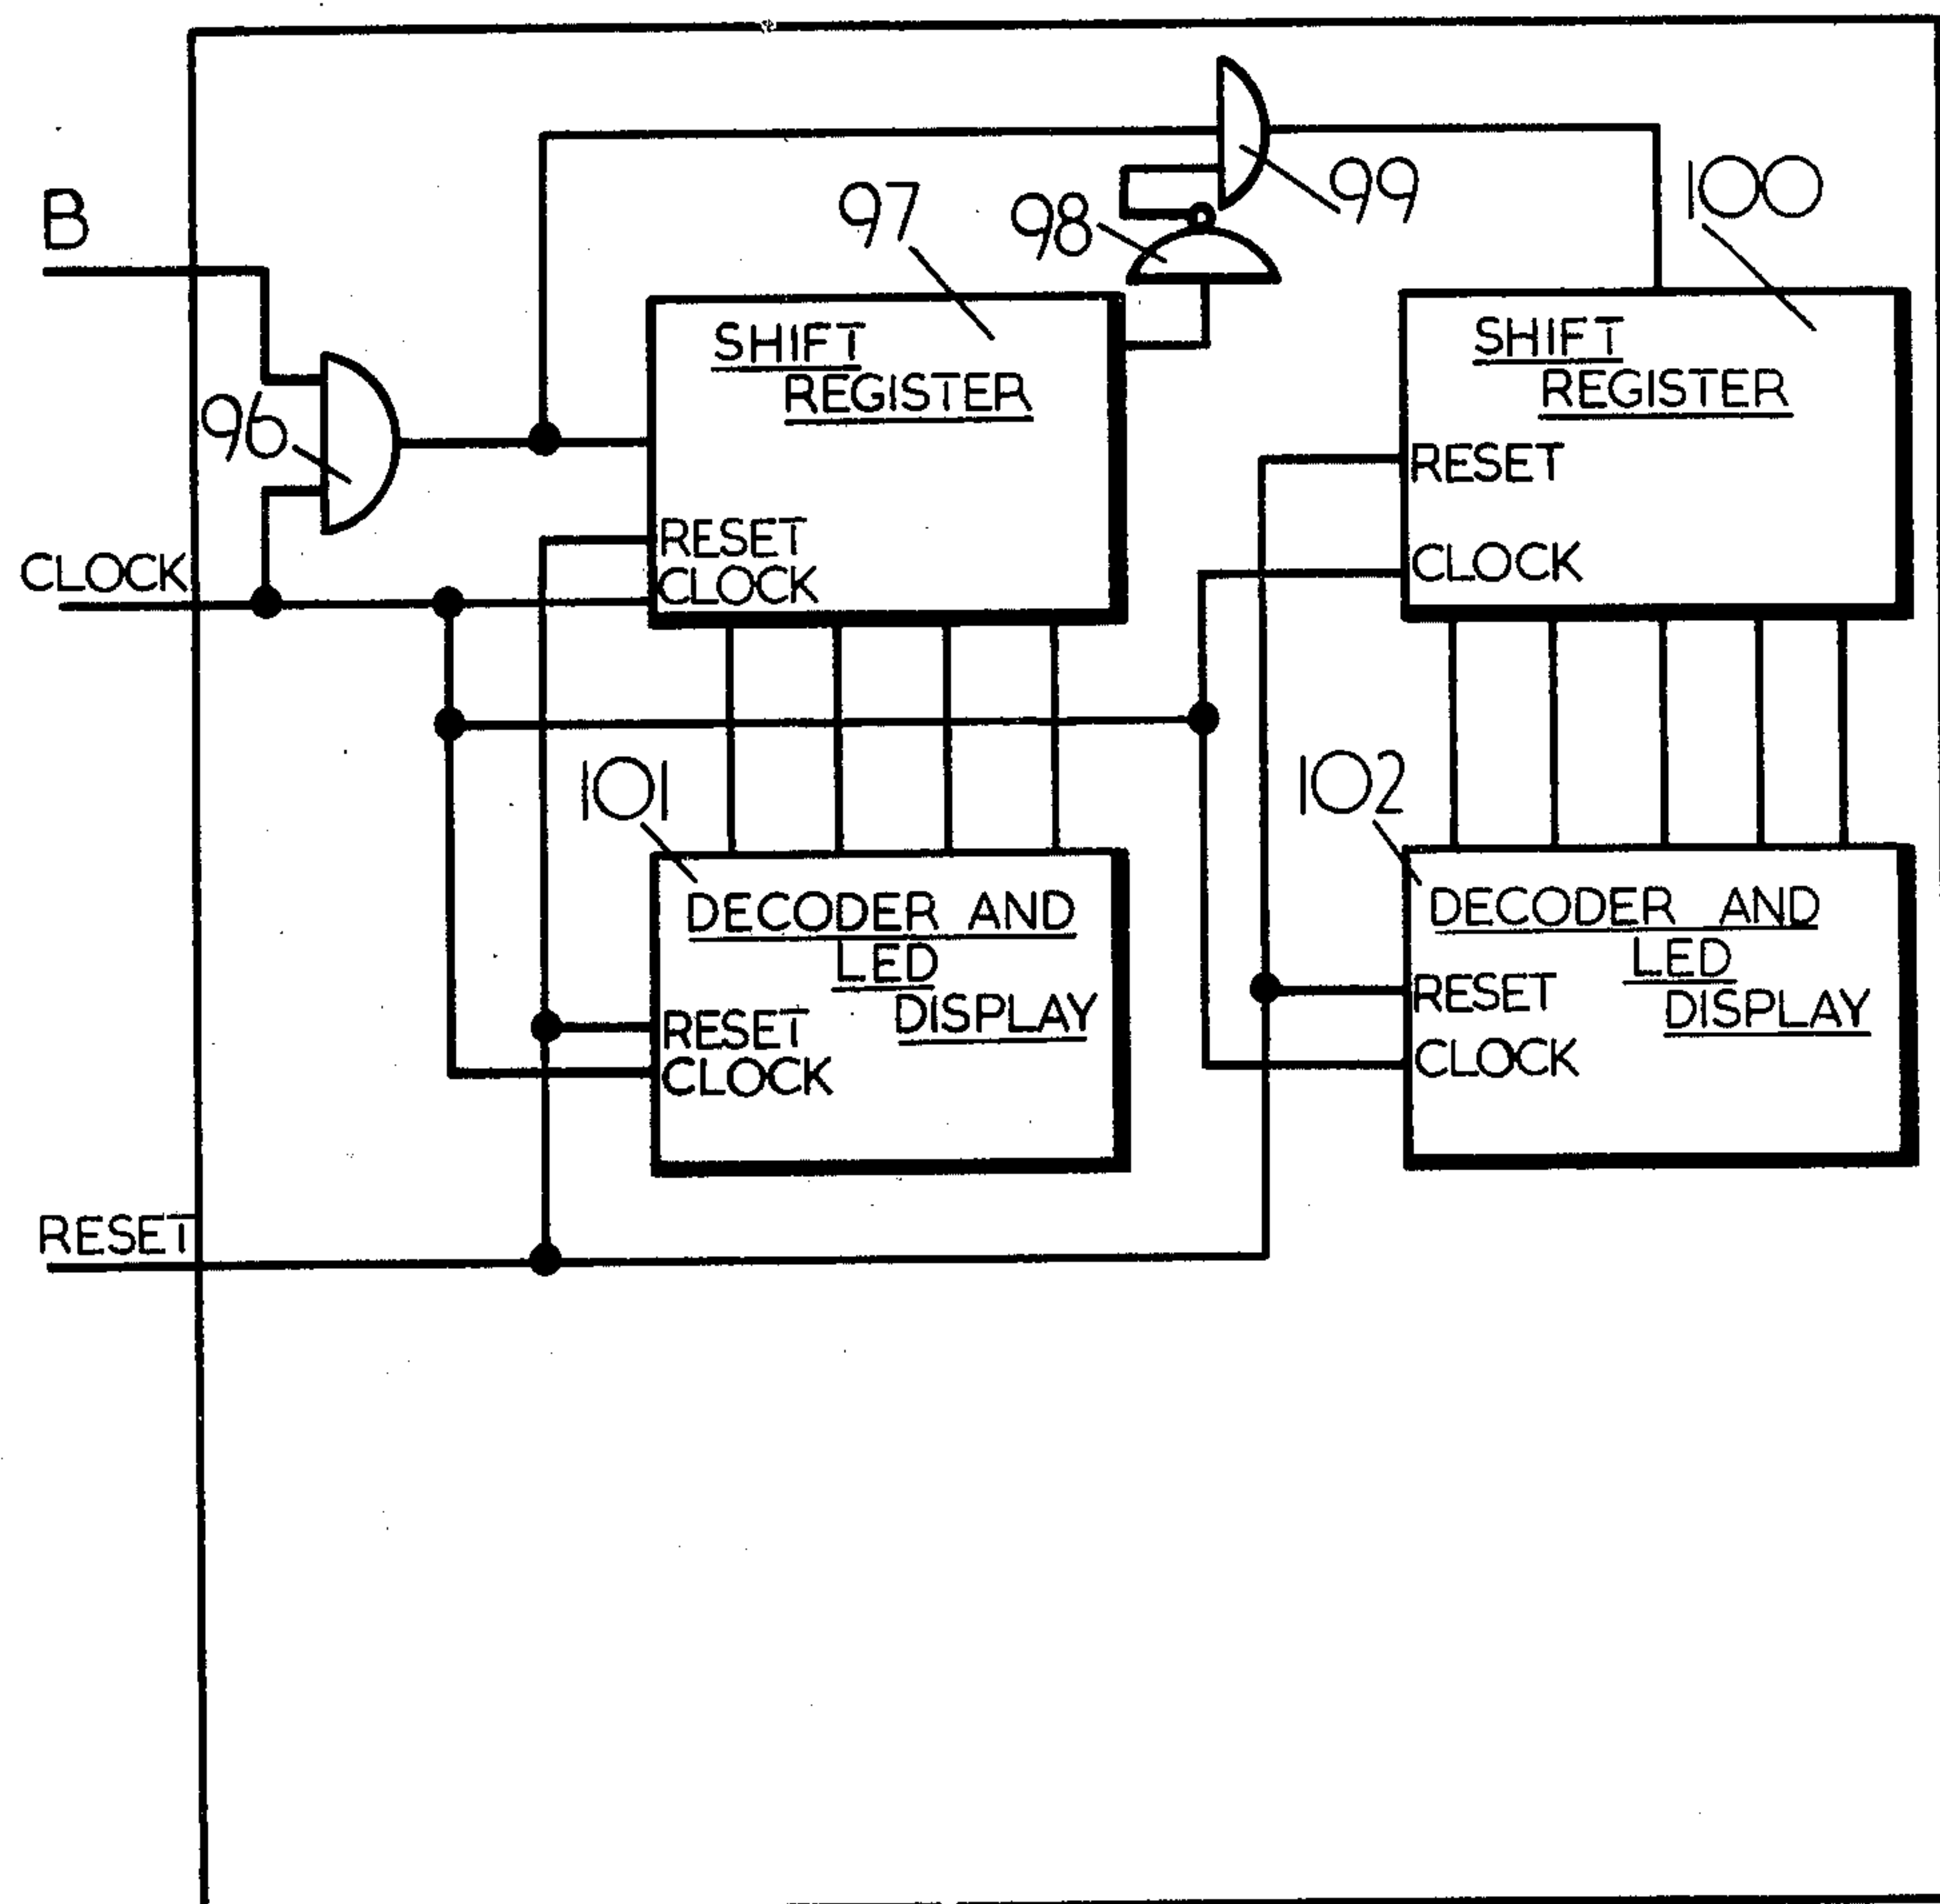 99
100
98
97
B
SHIFT
REGISTER
SHIFT
REGISTER
96
RESET
CLOCK
RESET
CLOCK
CLOCK
101
102
DECODER AND
LED
DISPLAY
RESET
CLOCK
DECODER AND
LED
DISPLAY
RESET
CLOCK
RESET